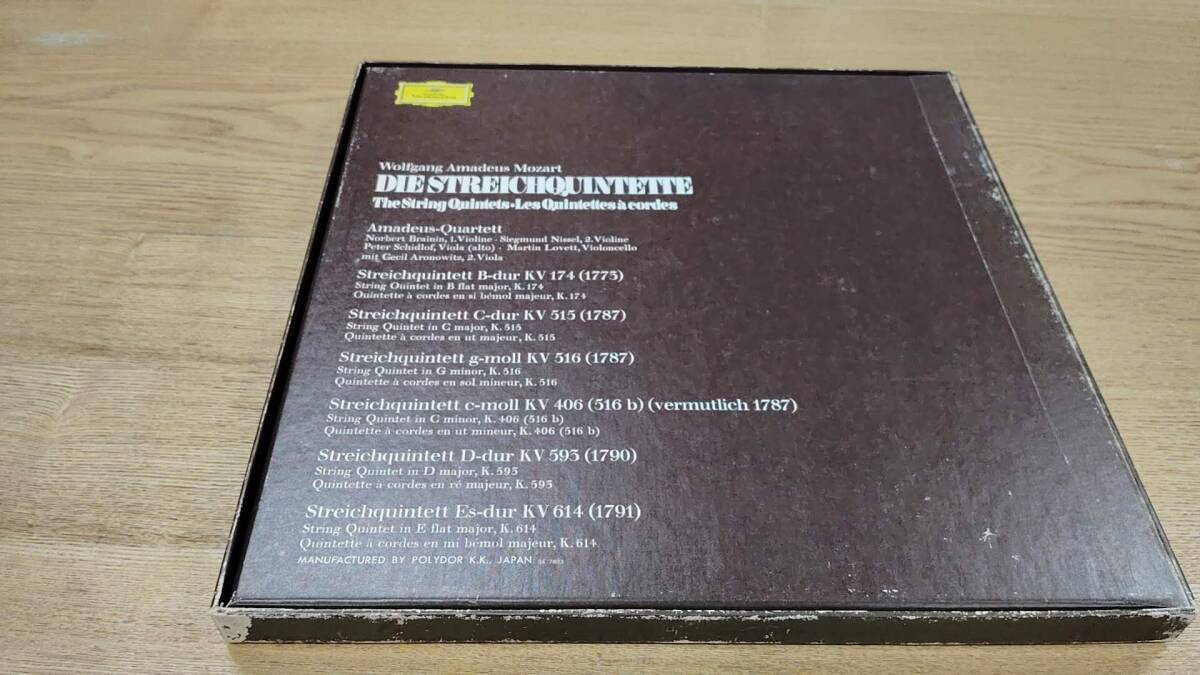 Wolfgang Amadeus Mozart
DIE STREICHQUINTETTE
The String Quintets · Les Quintettes à cordes
Amadeus-Quartett
Norbert Brainin, 1. Violine · Siegmund Nissel, 2. Violine
Peter Schidlof, Viola (alto) · Martin Lovett, Violoncello
mit Cecil Aronowitz, 2. Viola
Streichquintett B-dur KV 174 (1773)
String Quintet in B flat major, K. 174
Quintette à cordes en si bémol majeur, K. 174
Streichquintett C-dur KV 515 (1787)
String Quintet in C major, K. 515
Quintette à cordes en ut majeur, K. 515
Streichquintett g-moll KV 516 (1787)
String Quintet in G minor, K. 516
Quintette à cordes en sol mineur, K. 516
Streichquintett c-moll KV 406 (516 b) (vermutlich 1787)
String Quintet in C minor, K. 406 (516 b)
Quintette à cordes en ut mineur, K. 406 (516 b)
Streichquintett D-dur KV 593 (1790)
String Quintet in D major, K. 593
Quintette à cordes en ré majeur, K. 593
Streichquintett Es-dur KV 614 (1791)
String Quintet in E flat major, K. 614
Quintette à cordes en mi bémol majeur, K. 614
MANUFACTURED BY POLYDOR K.K., JAPAN